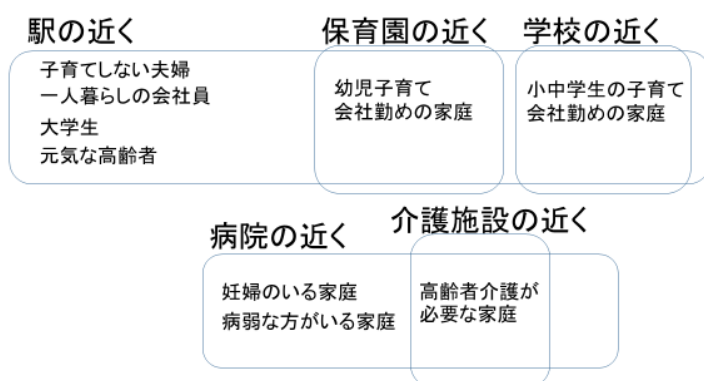 駅の近く
保育園の近く
学校の近く
子育てしない夫婦
一人暮らしの会社員
大学生
元気な高齢者
幼児子育て
会社勤めの家庭
小中学生の子育て
会社勤めの家庭
病院の近く
介護施設の近く
妊婦のいる家庭
病弱な方がいる家庭
高齢者介護が
必要な家庭